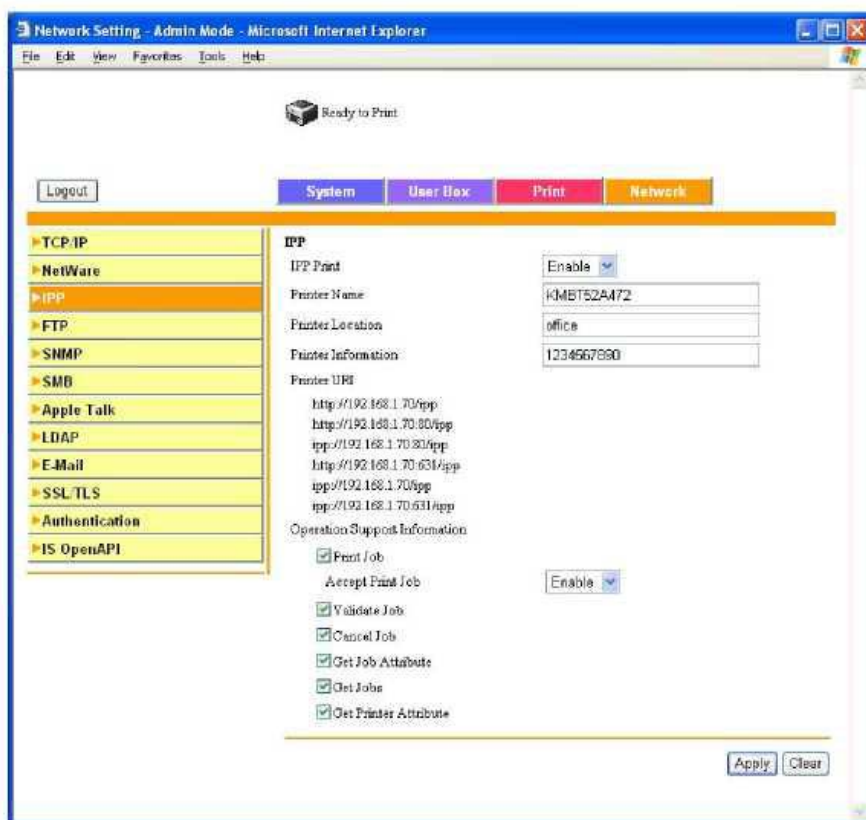 Network Setting - Admin Mode - Microsoft Internet Explorer
File Edit View Favorites Tools Help
Ready to Print
Logout
System User Box Print Network
TCP/IP
NetWare
IPP
FTP
SNMP
SMB
Apple Talk
LDAP
E-Mail
SSL/TLS
Authentication
IS OpenAPI
IPP
IPP Print Enable
Printer Name KMBT52A472
Printer Location office
Printer Information 1234567890
Printer URI
http://192.168.1.70/ipp
http://192.168.1.70:80/ipp
ipp://192.168.1.70:80/ipp
http://192.168.1.70:631/ipp
ipp://192.168.1.70/ipp
ipp://192.168.1.70:631/ipp
Operation Support Information
Print Job
Accept Print Job Enable
Validate Job
Cancel Job
Get Job Attribute
Get Jobs
Get Printer Attribute
Apply Clear